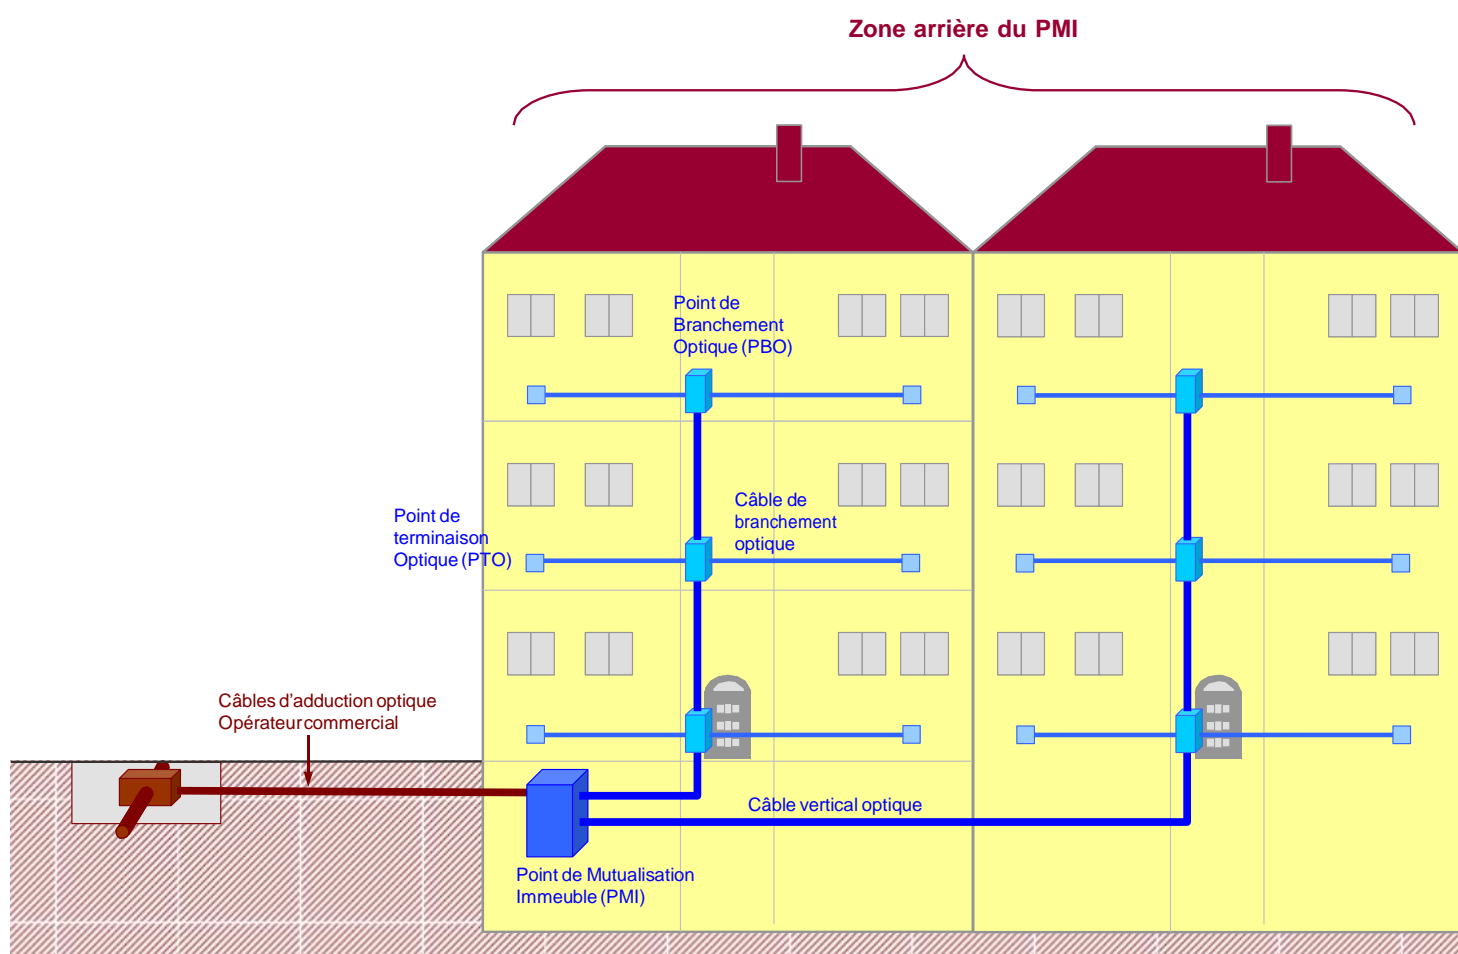 Zone arrière du PMI
Point de
Branchement
Optique (PBO)
Câble de
branchement
optique
Point de
terminaison
Optique (PTO)
Câbles d’adduction optique
Opérateur commercial
Câble vertical optique
Point de Mutualisation
Immeuble (PMI)